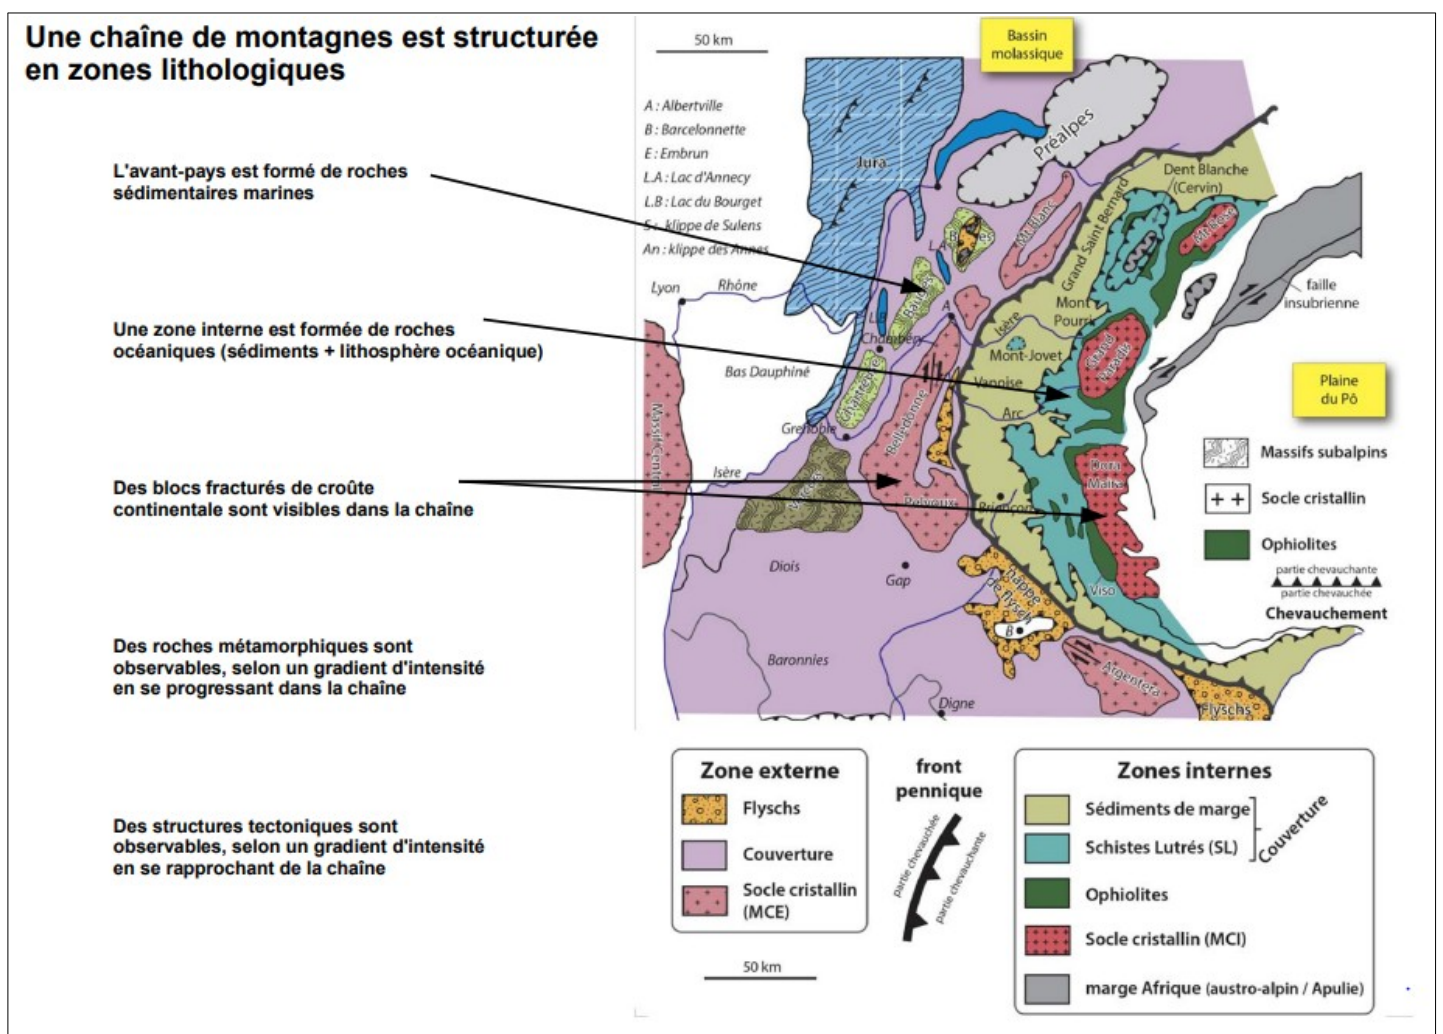 Une chaîne de montagnes est structurée
en zones lithologiques
L'avant-pays est formé de roches
sédimentaires marines
Une zone interne est formée de roches
océaniques (sédiments + lithosphère océanique)
Des blocs fracturés de croûte
continentale sont visibles dans la chaîne
Des roches métamorphiques sont
observables, selon un gradient d'intensité
en se progressant dans la chaîne
Des structures tectoniques sont
observables, selon un gradient d'intensité
en se rapprochant de la chaîne
50 km
Bassin
molassique
A : Albertville
B : Barcelonnette
E : Embrun
L.A : Lac d'Annecy
L.B : Lac du Bourget
S : klippe de Sulens
An : klippe des Annes
Jura
Préalpes
Dent Blanche
(Cervin)
Mt Rose
Grand Saint Bernard
Mt Blanc
L.A
Lyon
Rhône
Bauges
faille
insubrienne
Mont
Pourri
A
Isère
L.B
Chambéry
Mont-Jovet
Grand
Paradis
Bas Dauphiné
Chartreuse
Vanoise
Plaine
du Pô
Arc
Massif Central
Grenoble
Belledonne
Isère
Vercors
Pelvoux
Briançon
Dora
Maira
Massifs subalpins
Socle cristallin
Ophiolites
partie chevauchante
partie chevauchée
Chevauchement
Diois
Gap
nappe
de flysch
Viso
B
Baronnies
Argentera
Digne
Flyschs
Zone externe
Flyschs
Couverture
Socle cristallin
(MCE)
front
pennique
partie chevauchée
partie chevauchante
50 km
Zones internes
Sédiments de marge
Schistes Lutrés (SL)
Couverture
Ophiolites
Socle cristallin (MCI)
marge Afrique (austro-alpin / Apulie)